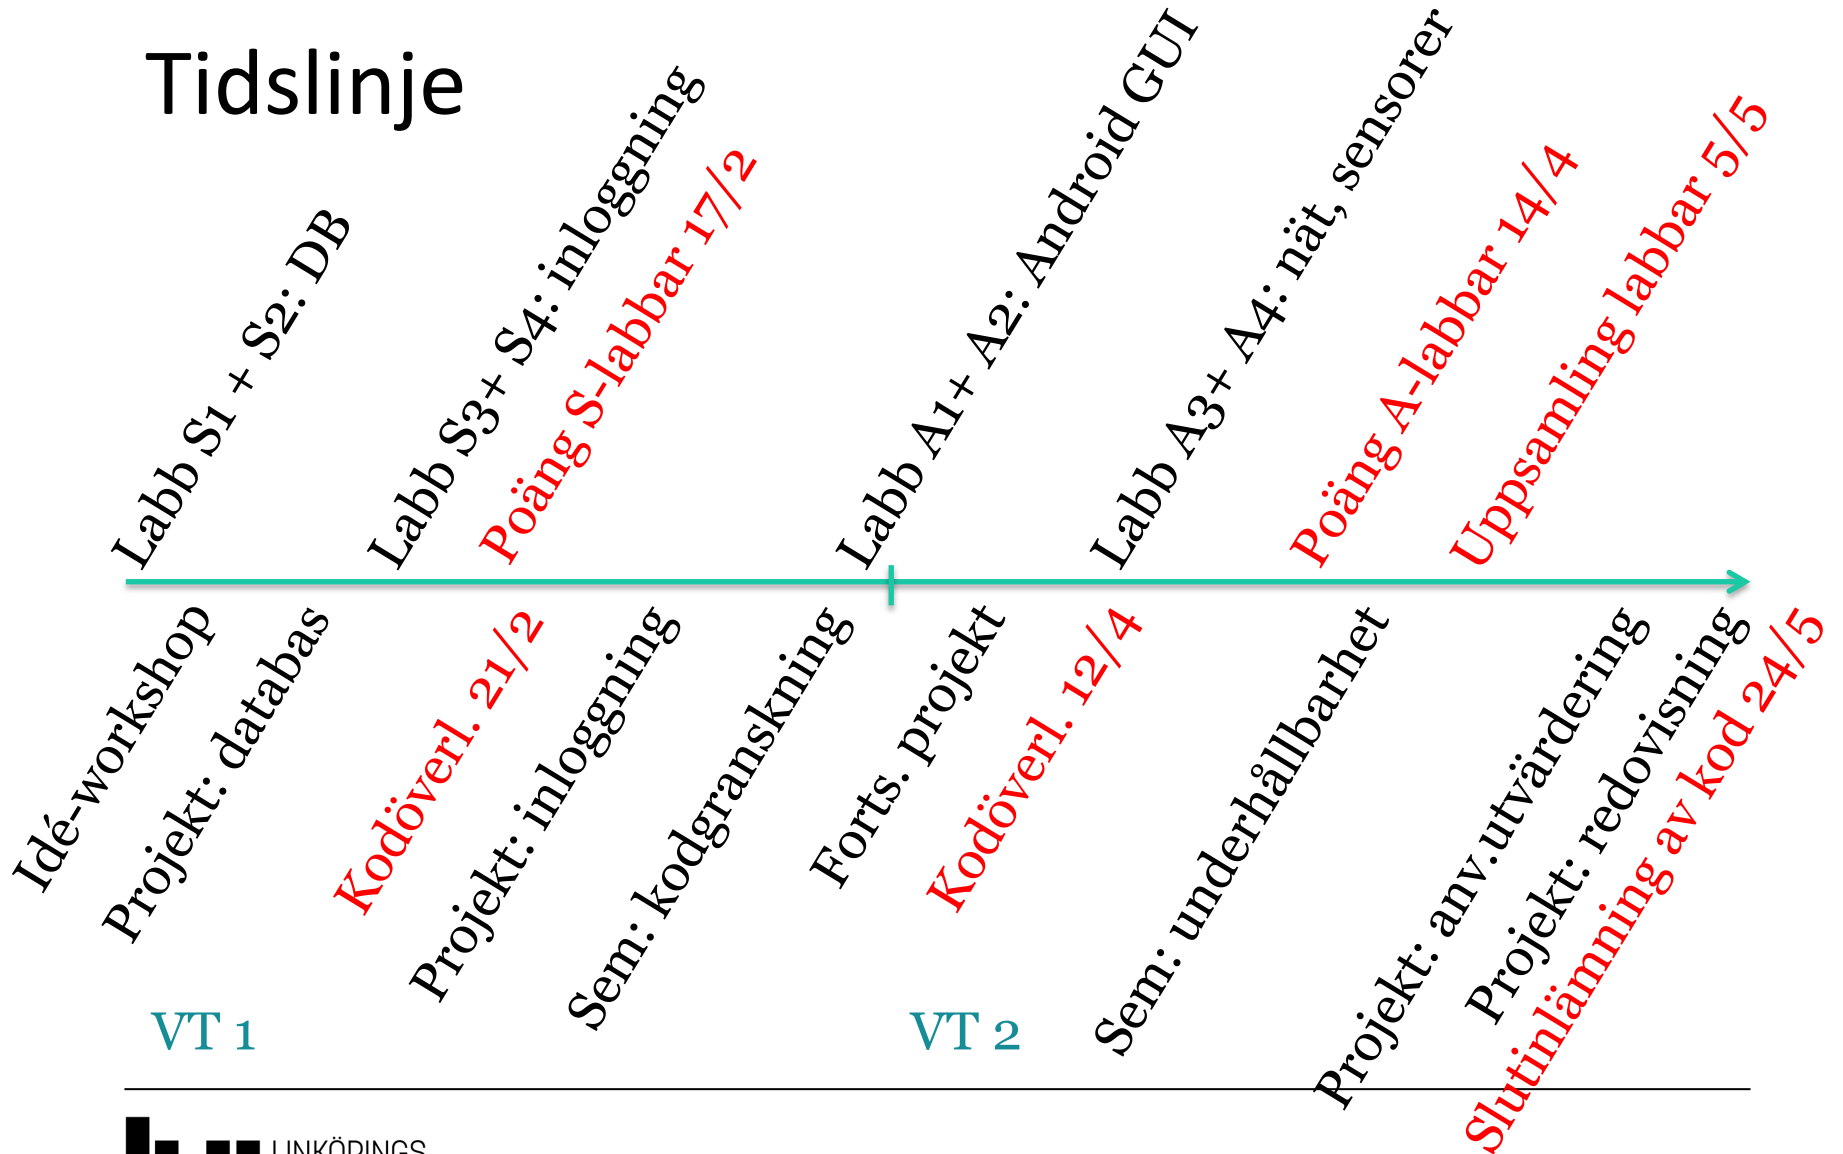 Tidslinje
Labb S1 + S2: DB
Labb S3+ S4: inloggning
Poäng S-labbar 17/2
Labb A1+ A2: Android GUI
Labb A3+ A4: nät, sensorer
Poäng A-labbar 14/4
Uppsamling labbar 5/5
Idé-workshop
Projekt: databas
Kodöverl. 21/2
Projekt: inloggning
Sem: kodgranskning
Forts. projekt
Kodöverl. 12/4
Sem: underhållbarhet
Projekt: anv.utvärdering
Projekt: redovisning
Slutinlämning av kod 24/5
VT 1
VT 2
LINKÖPINGS